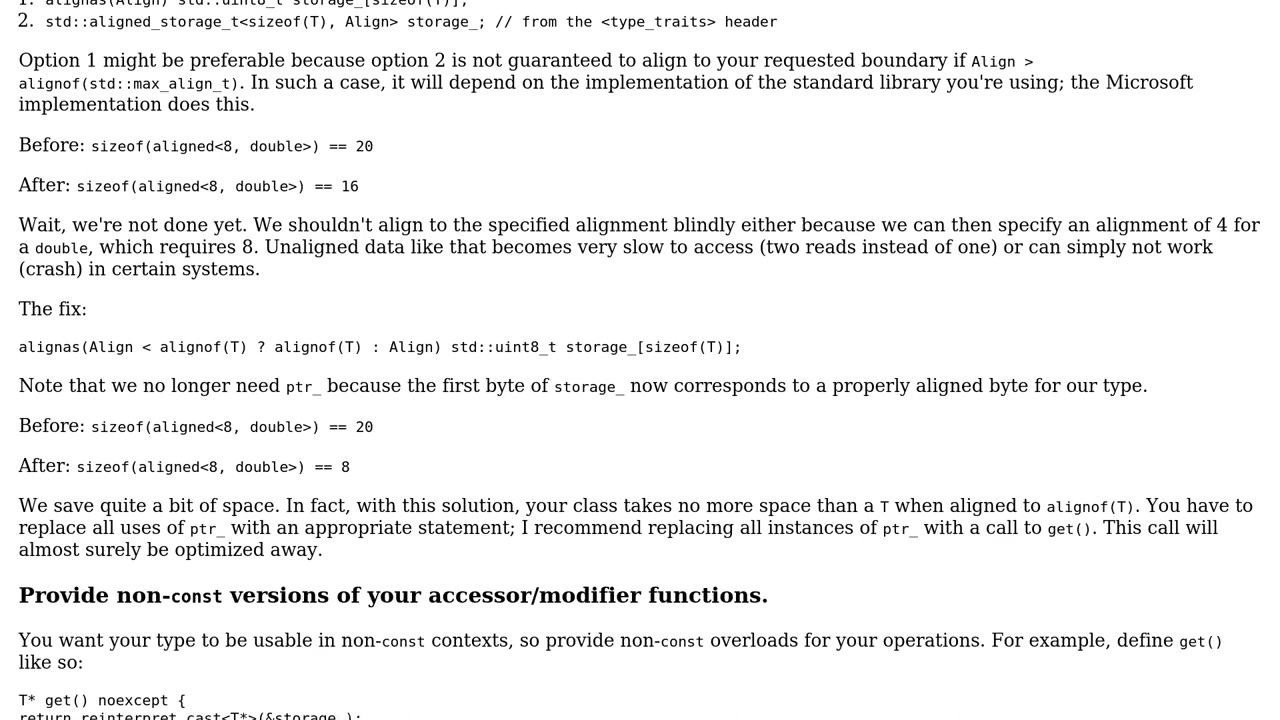 1. alignas(Align) std::uint8_t storage_[sizeof(T)];
2. std::aligned_storage_t<sizeof(T), Align> storage_; // from the <type_traits> header
Option 1 might be preferable because option 2 is not guaranteed to align to your requested boundary if Align >
alignof(std::max_align_t). In such a case, it will depend on the implementation of the standard library you're using; the Microsoft
implementation does this.
Before: sizeof(aligned<8, double>) == 20
After: sizeof(aligned<8, double>) == 16
Wait, we're not done yet. We shouldn't align to the specified alignment blindly either because we can then specify an alignment of 4 for
a double, which requires 8. Unaligned data like that becomes very slow to access (two reads instead of one) or can simply not work
(crash) in certain systems.
The fix:
alignas(Align < alignof(T) ? alignof(T) : Align) std::uint8_t storage_[sizeof(T)];
Note that we no longer need ptr_ because the first byte of storage_ now corresponds to a properly aligned byte for our type.
Before: sizeof(aligned<8, double>) == 20
After: sizeof(aligned<8, double>) == 8
We save quite a bit of space. In fact, with this solution, your class takes no more space than a T when aligned to alignof(T). You have to
replace all uses of ptr_ with an appropriate statement; I recommend replacing all instances of ptr_ with a call to get(). This call will
almost surely be optimized away.
Provide non-const versions of your accessor/modifier functions.
You want your type to be usable in non-const contexts, so provide non-const overloads for your operations. For example, define get()
like so:
T* get() noexcept {
return reinterpret_cast<T*>(&storage_);